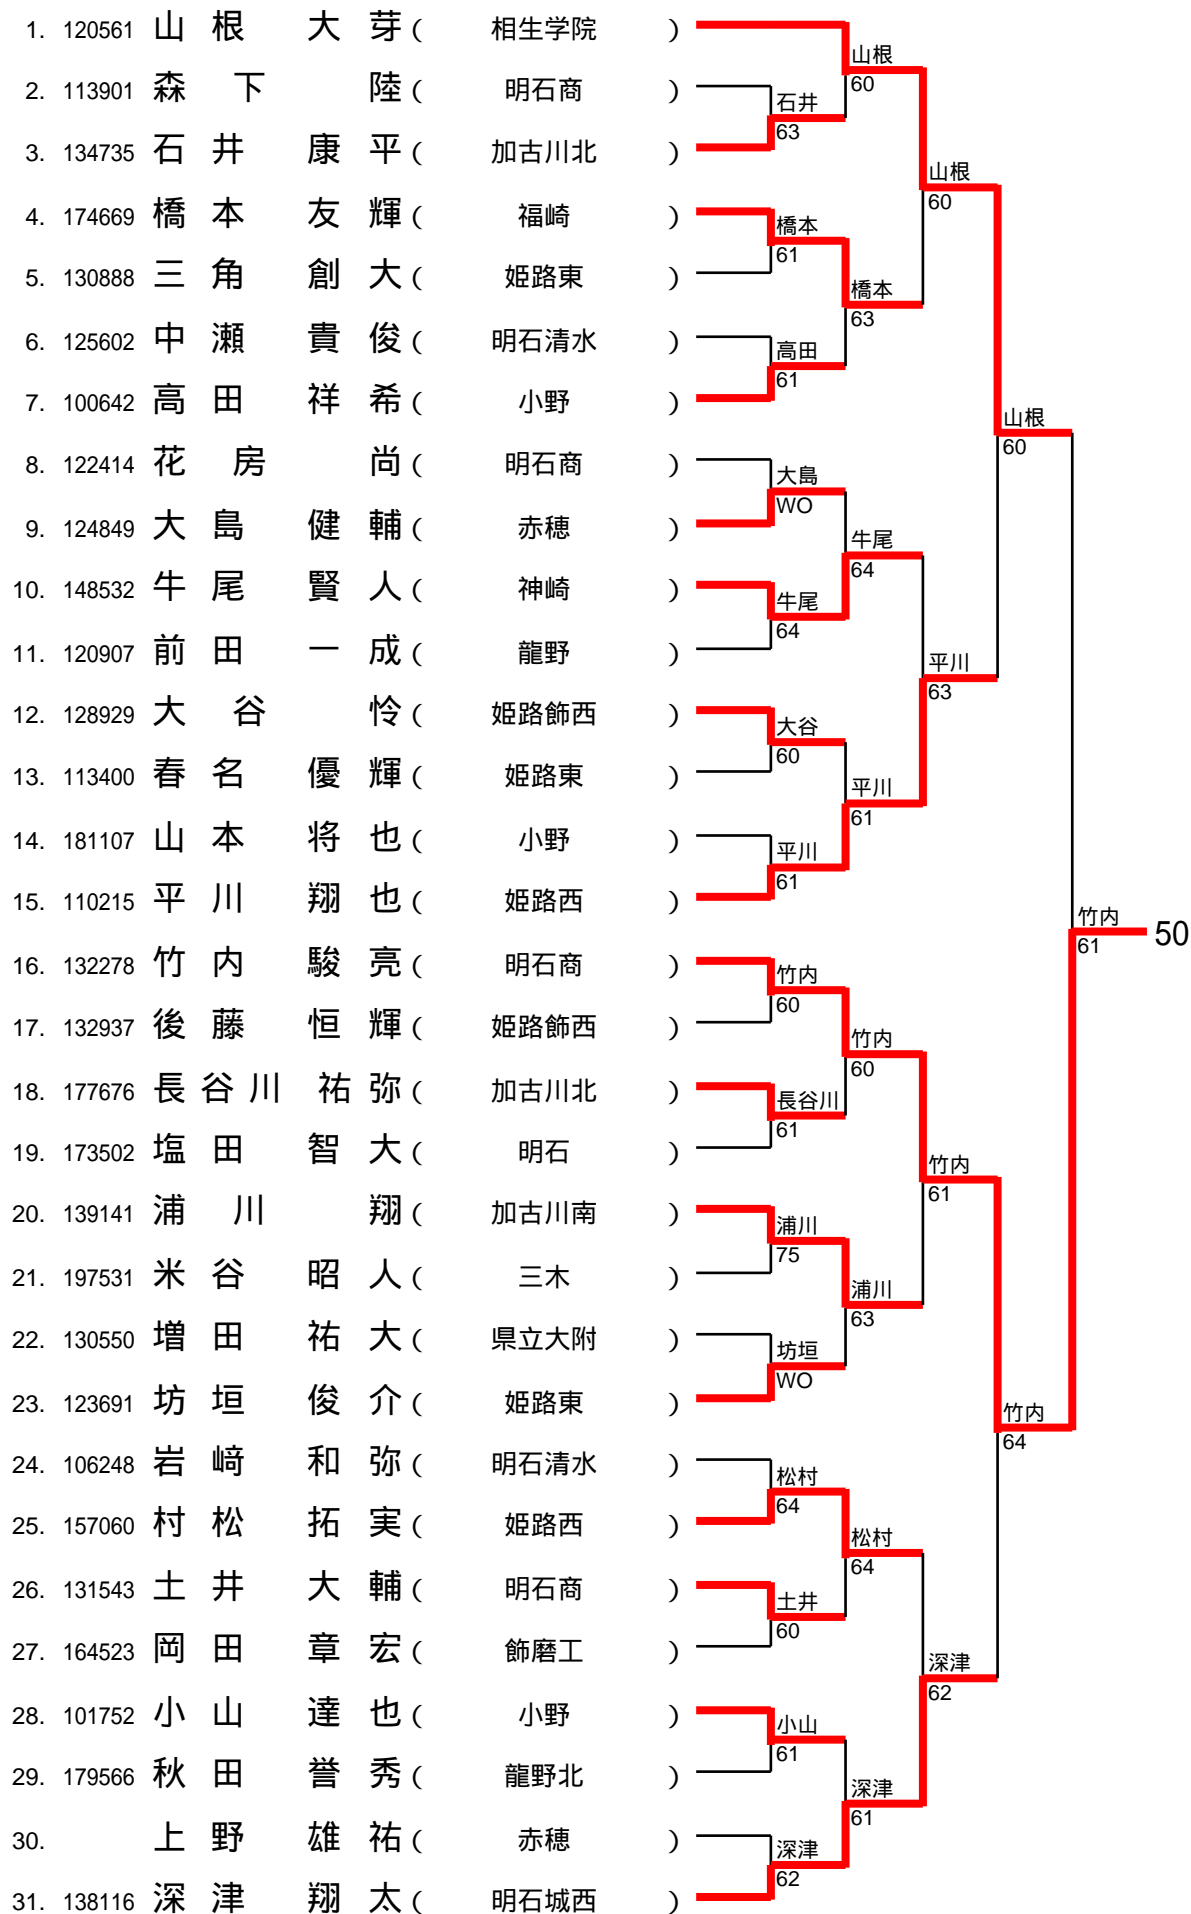 1. 120561 山根 大芽 ( 相生学院 )
2. 113901 森下 陸 ( 明石商 )
3. 134735 石井 康平 ( 加古川北 )
4. 174669 橋本 友輝 ( 福崎 )
5. 130888 三角 創大 ( 姫路東 )
6. 125602 中瀬 貴俊 ( 明石清水 )
7. 100642 高田 祥希 ( 小野 )
8. 122414 花房 尚 ( 明石商 )
9. 124849 大島 健輔 ( 赤穂 )
10. 148532 牛尾 賢人 ( 神崎 )
11. 120907 前田 一成 ( 龍野 )
12. 128929 大谷 怜 ( 姫路飾西 )
13. 113400 春名 優輝 ( 姫路東 )
14. 181107 山本 将也 ( 小野 )
15. 110215 平川 翔也 ( 姫路西 )
16. 132278 竹内 駿亮 ( 明石商 )
17. 132937 後藤 恒輝 ( 姫路飾西 )
18. 177676 長谷川 祐弥 ( 加古川北 )
19. 173502 塩田 智大 ( 明石 )
20. 139141 浦川 翔 ( 加古川南 )
21. 197531 米谷 昭人 ( 三木 )
22. 130550 増田 祐大 ( 県立大附 )
23. 123691 坊垣 俊介 ( 姫路東 )
24. 106248 岩﨑 和弥 ( 明石清水 )
25. 157060 村松 拓実 ( 姫路西 )
26. 131543 土井 大輔 ( 明石商 )
27. 164523 岡田 章宏 ( 飾磨工 )
28. 101752 小山 達也 ( 小野 )
29. 179566 秋田 誉秀 ( 龍野北 )
30. 上野 雄祐 ( 赤穂 )
31. 138116 深津 翔太 ( 明石城西 )
石井
63
橋本
61
高田
61
大島
WO
牛尾
64
大谷
60
平川
61
竹内
60
長谷川
61
浦川
75
坊垣
WO
松村
64
土井
60
小山
61
深津
62
山根
60
橋本
63
牛尾
64
平川
61
竹内
60
浦川
63
松村
64
深津
61
山根
60
平川
63
竹内
61
深津
62
山根
60
竹内
64
竹内
61
50